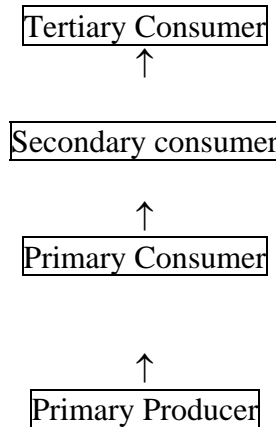 Tertiary Consumer
↑
Secondary consumer
↑
Primary Consumer
↑
Primary Producer